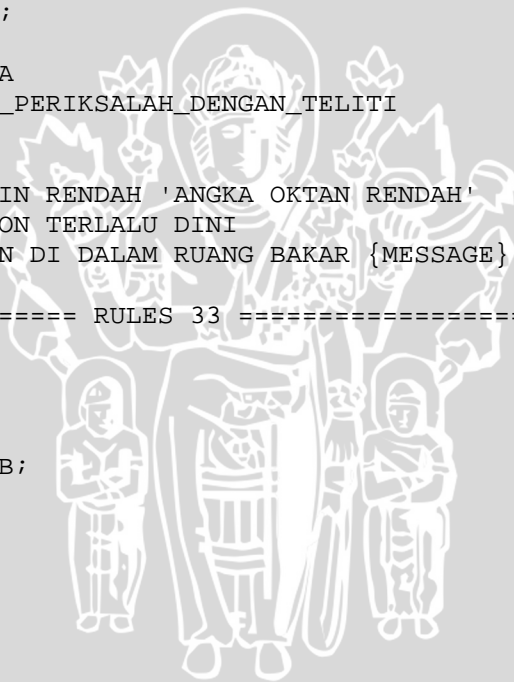 ;
A
_PERIKSALAH_DENGAN_TELITI
IN RENDAH 'ANGKA OKTAN RENDAH'
ON TERLALU DINI
N DI DALAM RUANG BAKAR {MESSAGE}
===== RULES 33 ==================
B;